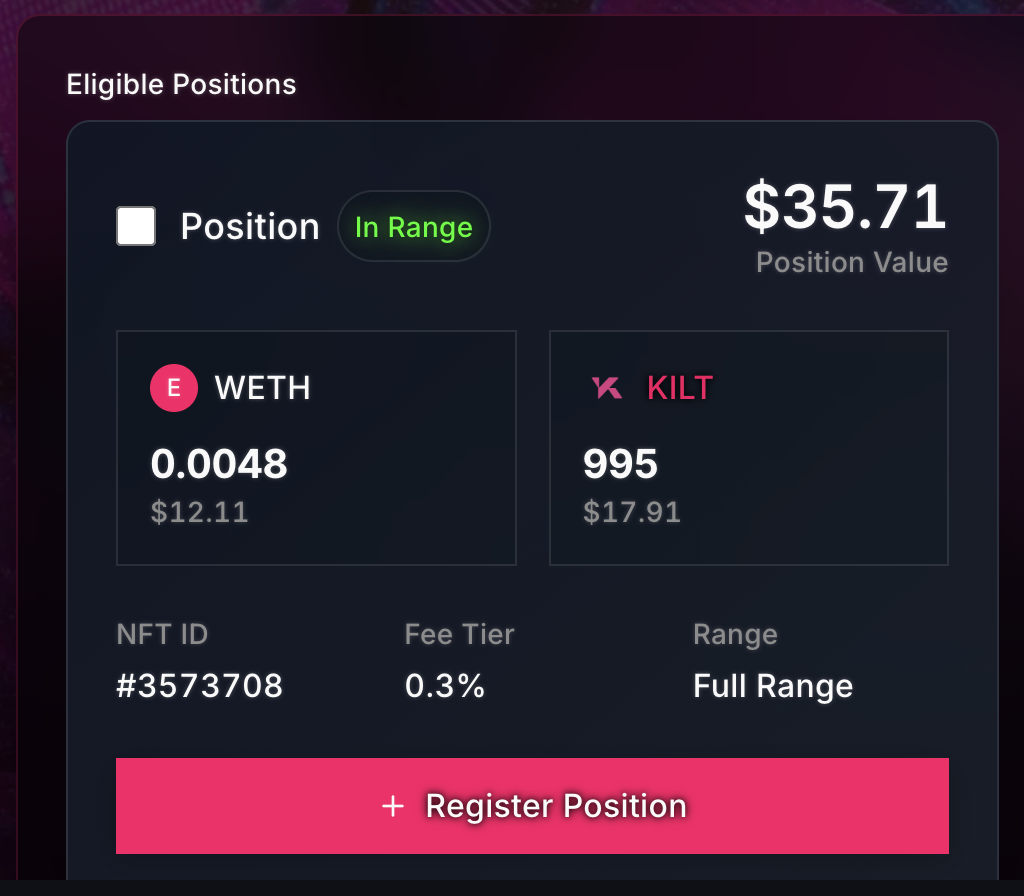 Eligible Positions
Position
In Range
$35.71
Position Value
E
WETH
0.0048
$12.11
KILT
995
$17.91
NFT ID
#3573708
Fee Tier
0.3%
Range
Full Range
+ Register Position